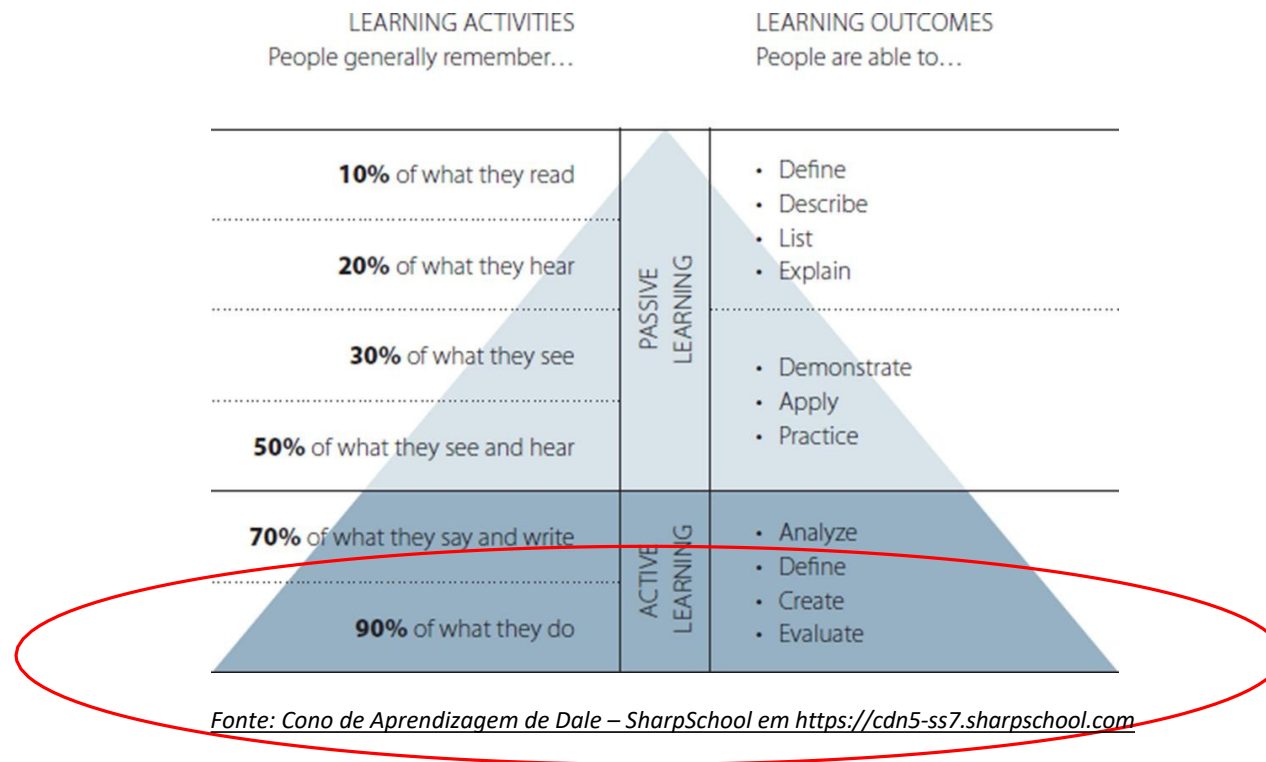 LEARNING ACTIVITIES
People generally remember…
LEARNING OUTCOMES
People are able to…
10% of what they read
20% of what they hear
30% of what they see
50% of what they see and hear
70% of what they say and write
90% of what they do
PASSIVE
LEARNING
ACTIVE
LEARNING
• Define
• Describe
• List
• Explain
• Demonstrate
• Apply
• Practice
• Analyze
• Define
• Create
• Evaluate
Fonte: Cono de Aprendizagem de Dale – SharpSchool em https://cdn5-ss7.sharpschool.com